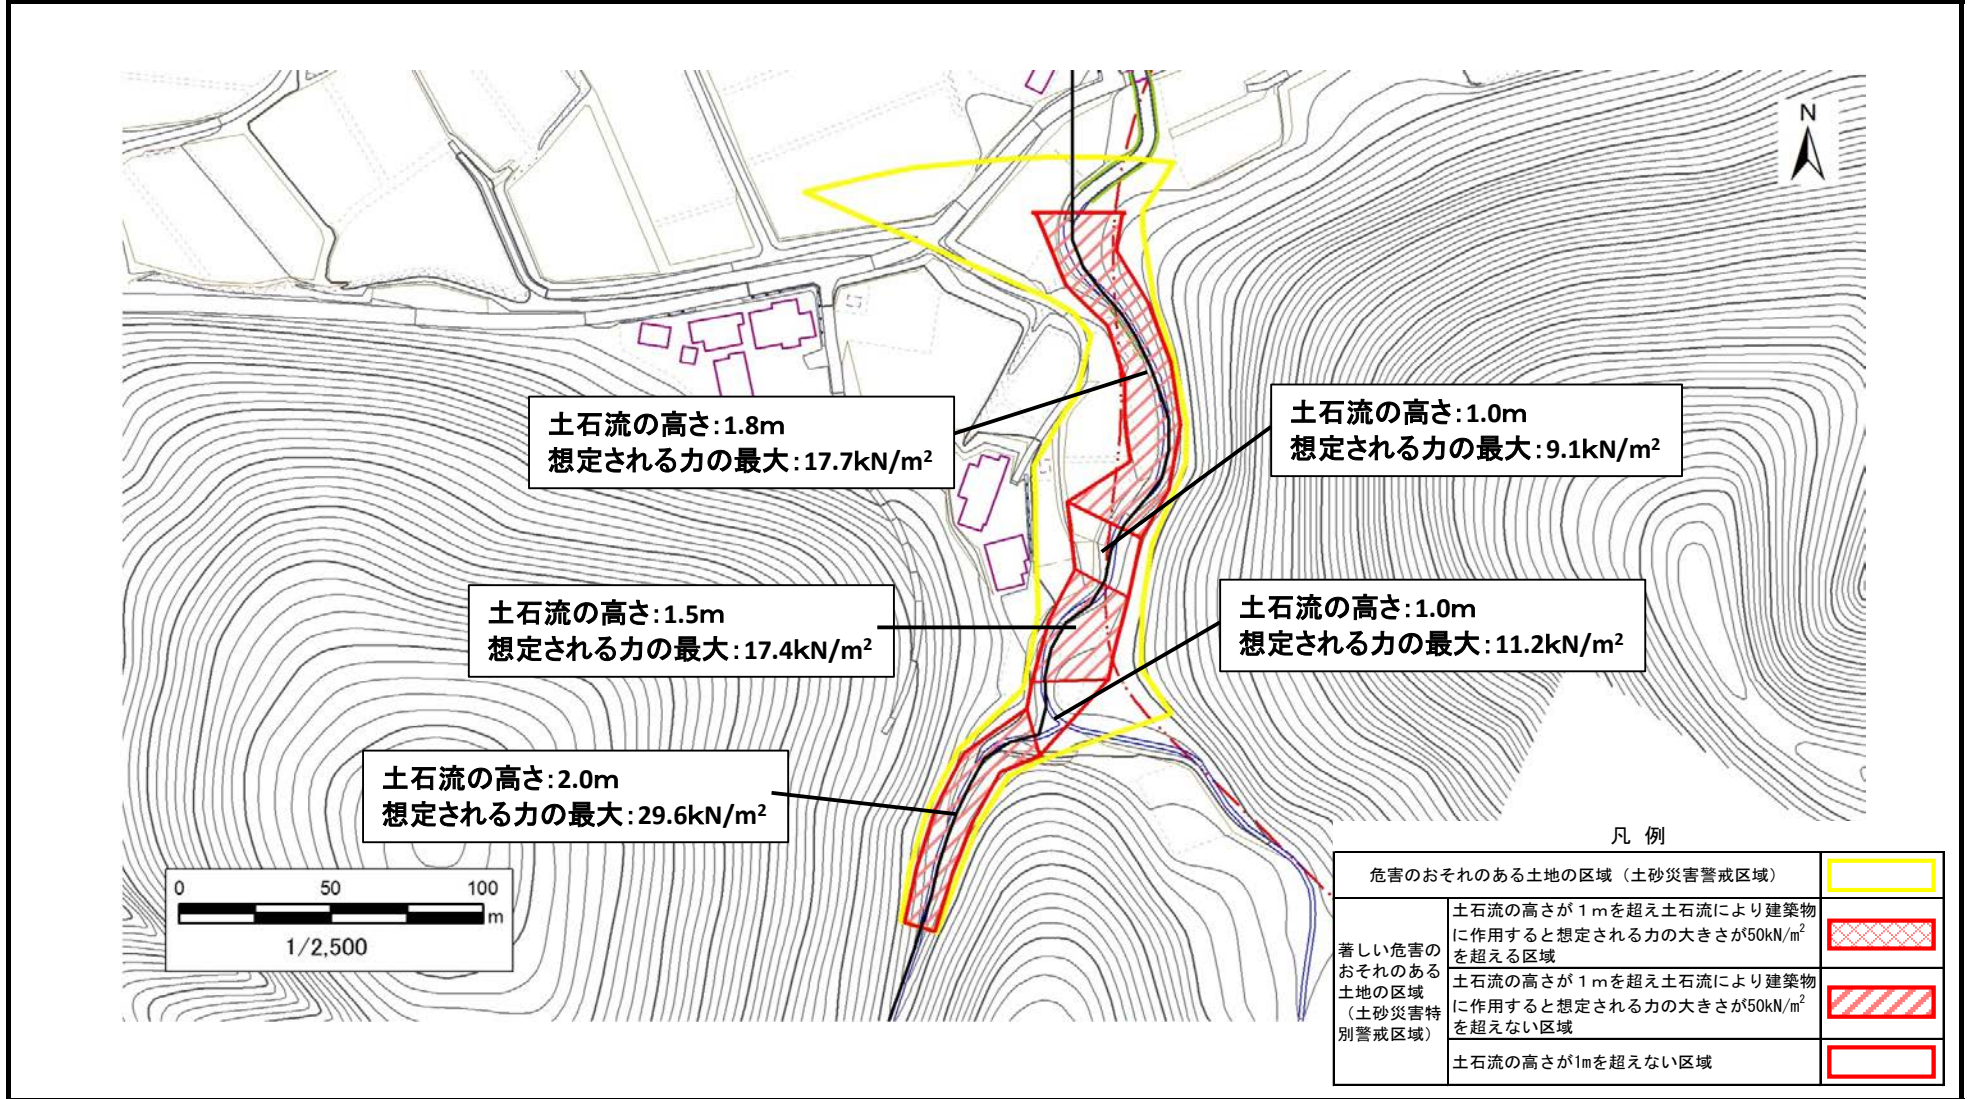 N
土石流の高さ:1.8m
想定される力の最大:17.7kN/m²
土石流の高さ:1.0m
想定される力の最大:9.1kN/m²
土石流の高さ:1.5m
想定される力の最大:17.4kN/m²
土石流の高さ:1.0m
想定される力の最大:11.2kN/m²
土石流の高さ:2.0m
想定される力の最大:29.6kN/m²
0 50 100
m
1/2,500
凡 例
危害のおそれのある土地の区域（土砂災害警戒区域）
著しい危害の
おそれのある
土地の区域
（土砂災害特
別警戒区域）
土石流の高さが１ｍを超え土石流により建築物
に作用すると想定される力の大きさが50kN/㎡
を超える区域
土石流の高さが１ｍを超え土石流により建築物
に作用すると想定される力の大きさが50kN/㎡
を超えない区域
土石流の高さが1mを超えない区域